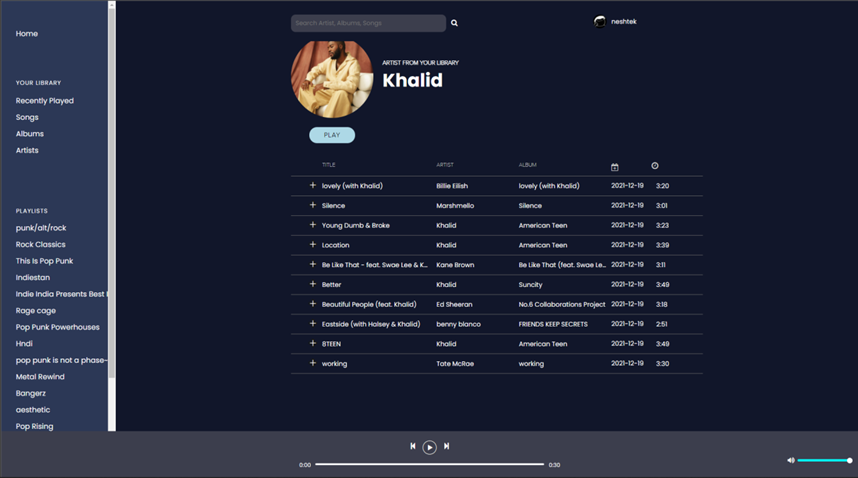 Search Artist, Albums, Songs
neshtek
Home
YOUR LIBRARY
Recently Played
Songs
Albums
Artists
PLAYLISTS
punk/alt/rock
Rock Classics
This Is Pop Punk
Indiestan
Indie India Presents Best I
Rage cage
Pop Punk Powerhouses
Hndi
pop punk is not a phase-
Metal Rewind
Bangerz
aesthetic
Pop Rising
ARTIST FROM YOUR LIBRARY
Khalid
PLAY
TITLE ARTIST ALBUM
+ lovely (with Khalid) Billie Eilish lovely (with Khalid) 2021-12-19 3:20
+ Silence Marshmello Silence 2021-12-19 3:01
+ Young Dumb & Broke Khalid American Teen 2021-12-19 3:23
+ Location Khalid American Teen 2021-12-19 3:39
+ Be Like That - feat. Swae Lee & K... Kane Brown Be Like That (feat. Swae Le... 2021-12-19 3:11
+ Better Khalid Suncity 2021-12-19 3:49
+ Beautiful People (feat. Khalid) Ed Sheeran No.6 Collaborations Project 2021-12-19 3:18
+ Eastside (with Halsey & Khalid) benny blanco FRIENDS KEEP SECRETS 2021-12-19 2:51
+ 8TEEN Khalid American Teen 2021-12-19 3:49
+ working Tate McRae working 2021-12-19 3:30
0:00 0:30